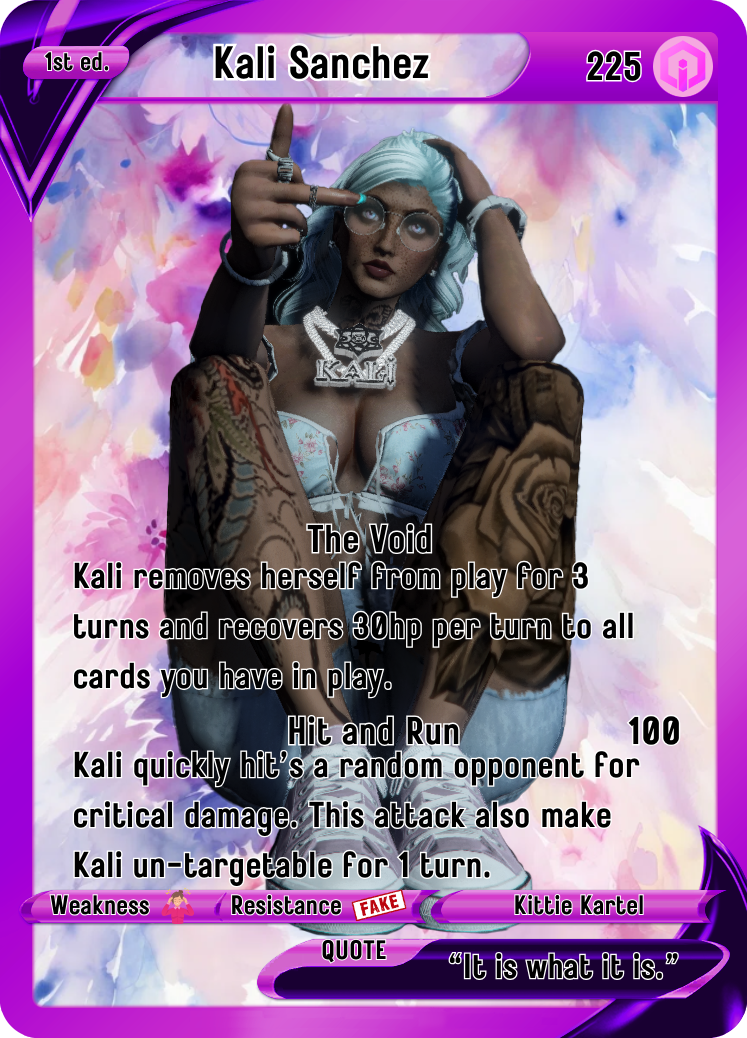 1st ed.
Kali Sanchez
225
KALI
The Void
Kali removes herself from play for 3
turns and recovers 30hp per turn to all
cards you have in play.
Hit and Run
100
Kali quickly hit's a random opponent for
critical damage. This attack also make
Kali un-targetable for 1 turn.
Weakness
Resistance
FAKE
Kittie Kartel
QUOTE
“It is what it is.”